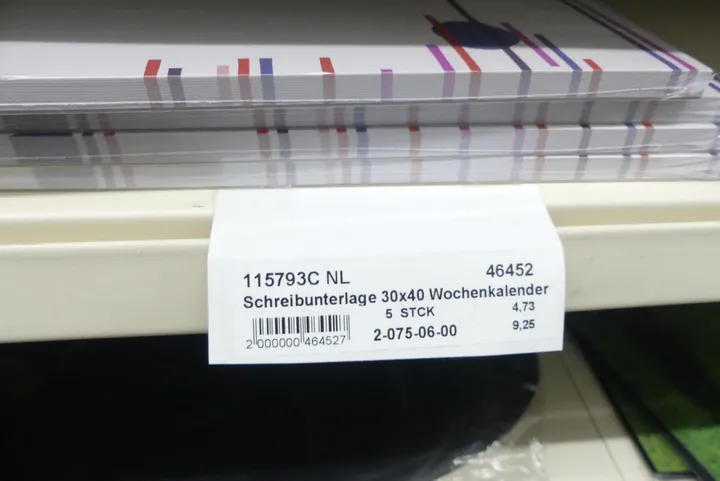 115793C NL 46452
Schreibunterlage 30x40 Wochenkalender
5 STCK 4,73
2-075-06-00 9,25
2 000000 464527